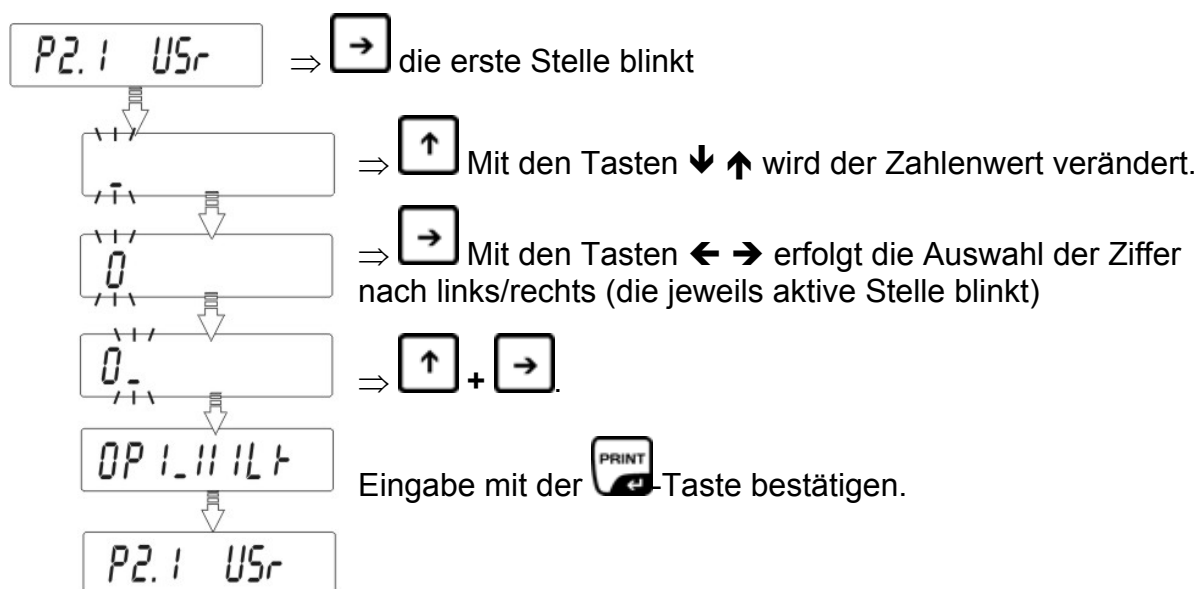 P2.1 USr ⇒ → die erste Stelle blinkt
-
⇒ ↑ Mit den Tasten ↓ ↑ wird der Zahlenwert verändert.
0
⇒ → Mit den Tasten ← → erfolgt die Auswahl der Ziffer
nach links/rechts (die jeweils aktive Stelle blinkt)
0_
⇒ ↑ + →.
PRINT
Eingabe mit der -Taste bestätigen.
P2.1 USr